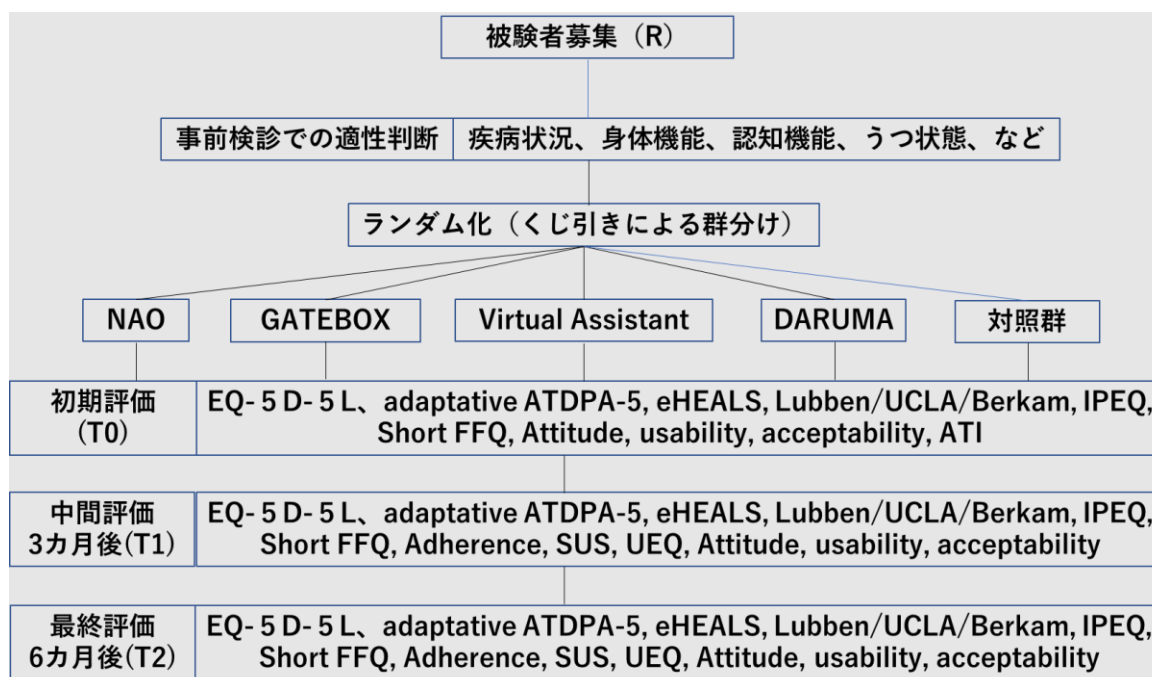 被験者募集（R）
事前検診での適性判断
疾病状況、身体機能、認知機能、うつ状態、など
ランダム化（くじ引きによる群分け）
NAO
GATEBOX
Virtual Assistant
DARUMA
対照群
初期評価
(T0)
EQ-５D-５L、adaptative ATDPA-5, eHEALS, Lubben/UCLA/Berkam, IPEQ,
Short FFQ, Attitude, usability, acceptability, ATI
中間評価
3カ月後(T1)
EQ-５D-５L、adaptative ATDPA-5, eHEALS, Lubben/UCLA/Berkam, IPEQ,
Short FFQ, Adherence, SUS, UEQ, Attitude, usability, acceptability
最終評価
6カ月後(T2)
EQ-５D-５L、adaptative ATDPA-5, eHEALS, Lubben/UCLA/Berkam, IPEQ,
Short FFQ, Adherence, SUS, UEQ, Attitude, usability, acceptability